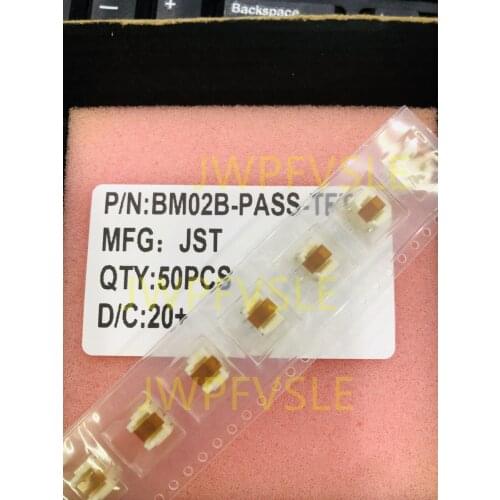 Backspace
JWPFVSLE
P/N:BM02B-PASS-TF
MFG: JST
QTY:50PCS
JWPFVSLE
D/C:20+
JWPFVSLE